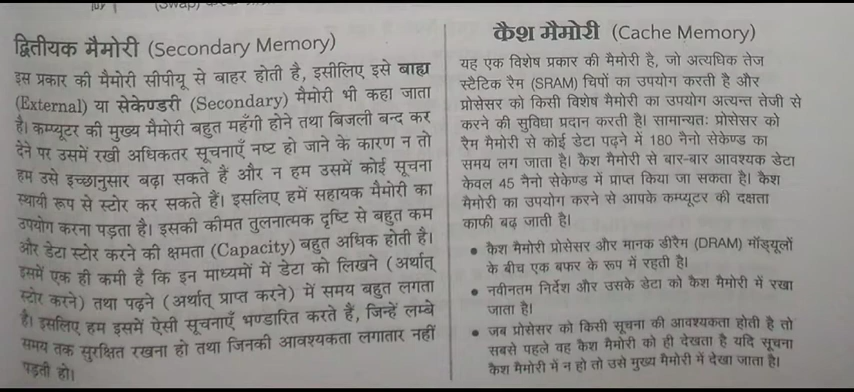 (Swap)
द्वितीयक मैमोरी (Secondary Memory)
इस प्रकार की मैमोरी सीपीयू से बाहर होती है, इसीलिए इसे बाह्य
(External) या सेकेण्डरी (Secondary) मैमोरी भी कहा जाता
है। कम्प्यूटर की मुख्य मैमोरी बहुत महँगी होने तथा बिजली बन्द कर
देने पर उसमें रखी अधिकतर सूचनाएँ नष्ट हो जाने के कारण न तो
हम उसे इच्छानुसार बढ़ा सकते हैं और न हम उसमें कोई सूचना
स्थायी रूप से स्टोर कर सकते हैं। इसलिए हमें सहायक मैमोरी का
उपयोग करना पड़ता है। इसकी कीमत तुलनात्मक दृष्टि से बहुत कम
और डेटा स्टोर करने की क्षमता (Capacity) बहुत अधिक होती है।
इसमें एक ही कमी है कि इन माध्यमों में डेटा को लिखने (अर्थात्
स्टोर करने) तथा पढ़ने (अर्थात् प्राप्त करने) में समय बहुत लगता
है। इसलिए हम इसमें ऐसी सूचनाएँ भण्डारित करते हैं, जिन्हें लम्बे
समय तक सुरक्षित रखना हो तथा जिनकी आवश्यकता लगातार नहीं
पड़ती हो।
कैश मैमोरी (Cache Memory)
यह एक विशेष प्रकार की मैमोरी है, जो अत्यधिक तेज
स्टैटिक रैम (SRAM) चिपों का उपयोग करती है और
प्रोसेसर को किसी विशेष मैमोरी का उपयोग अत्यन्त तेजी से
करने की सुविधा प्रदान करती है। सामान्यतः प्रोसेसर को
रैम मैमोरी से कोई डेटा पढ़ने में 180 नैनो सेकेण्ड का
समय लग जाता है। कैश मैमोरी से बार-बार आवश्यक डेटा
केवल 45 नैनो सेकेण्ड में प्राप्त किया जा सकता है। कैश
मैमोरी का उपयोग करने से आपके कम्प्यूटर की दक्षता
काफी बढ़ जाती है।
• कैश मैमोरी प्रोसेसर और मानक डीरैम (DRAM) मॉड्यूलों
के बीच एक बफर के रूप में रहती है।
• नवीनतम निर्देश और उसके डेटा को कैश मैमोरी में रखा
जाता है।
• जब प्रोसेसर को किसी सूचना की आवश्यकता होती है तो
सबसे पहले वह कैश मैमोरी को ही देखता है यदि सूचना
कैश मैमोरी में न हो तो उसे मुख्य मैमोरी में देखा जाता है।